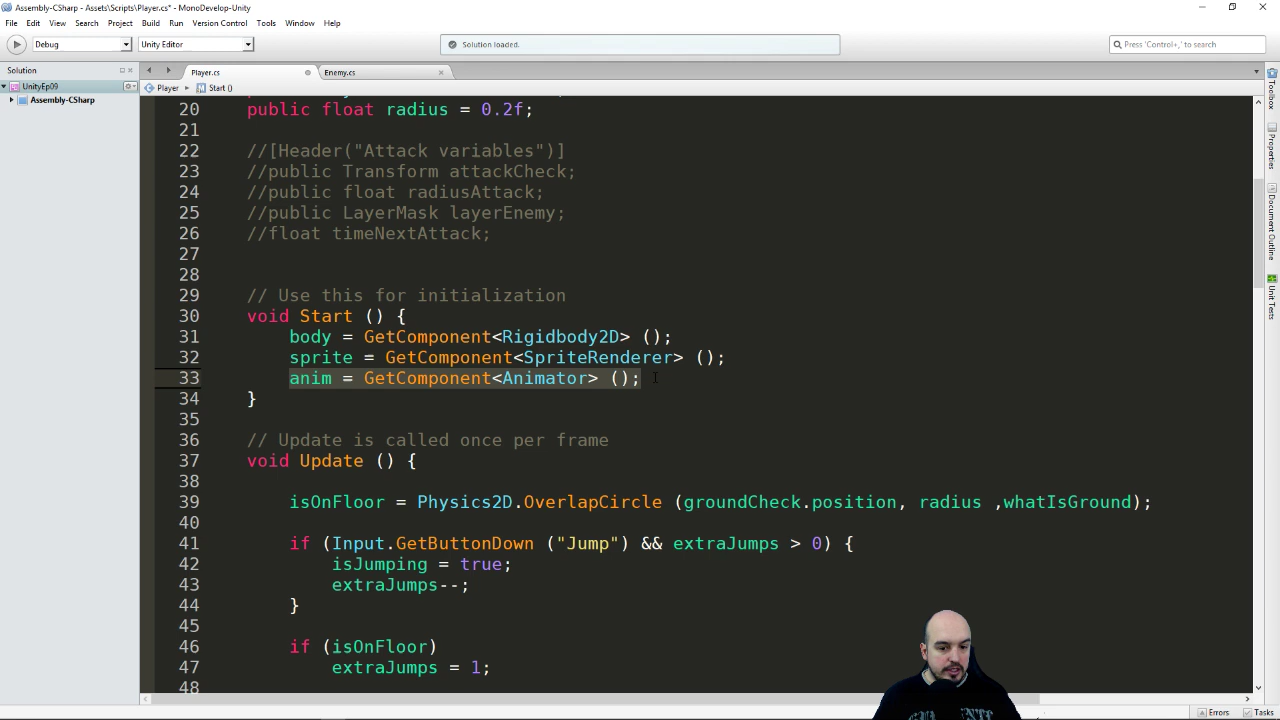 Assembly-CSharp - Assets\Scripts\Player.cs* - MonoDevelop-Unity
File Edit View Search Project Build Run Version Control Tools Window Help
Debug Unity Editor Solution loaded. Press 'Control+,' to search
Solution Player.cs Enemy.cs
UnityEp09 Player Start ()
Assembly-CSharp
20 public float radius = 0.2f;
21
22 //[Header("Attack variables")]
23 //public Transform attackCheck;
24 //public float radiusAttack;
25 //public LayerMask layerEnemy;
26 //float timeNextAttack;
27
28
29 // Use this for initialization
30 void Start () {
31 body = GetComponent<Rigidbody2D> ();
32 sprite = GetComponent<SpriteRenderer> ();
33 anim = GetComponent<Animator> ();
34 }
35
36 // Update is called once per frame
37 void Update () {
38
39 isOnFloor = Physics2D.OverlapCircle (groundCheck.position, radius ,whatIsGround);
40
41 if (Input.GetButtonDown ("Jump") && extraJumps > 0) {
42 isJumping = true;
43 extraJumps--;
44 }
45
46 if (isOnFloor)
47 extraJumps = 1;
48
Toolbox
Properties
Document Outline
Unit Tests
Errors Tasks